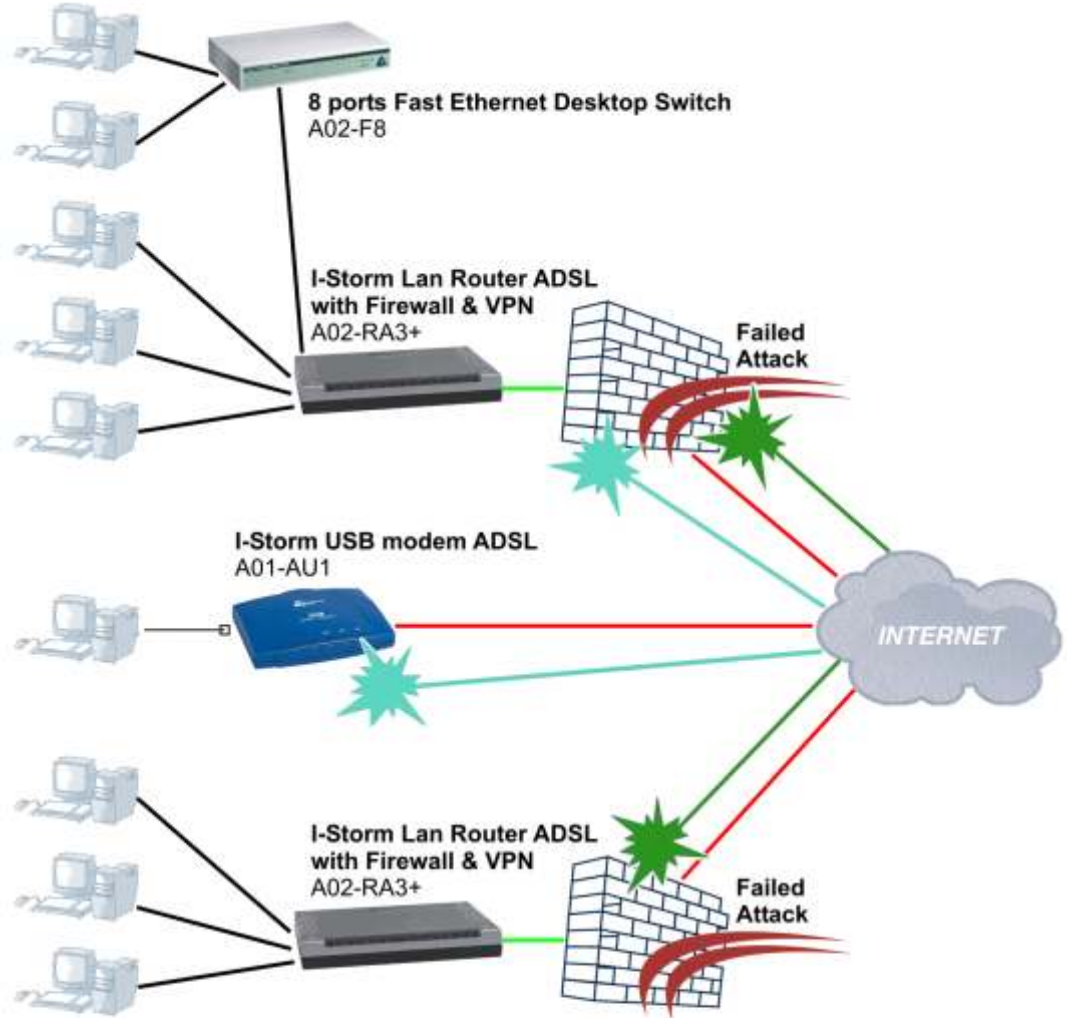 8 ports Fast Ethernet Desktop Switch
A02-F8
I-Storm Lan Router ADSL
with Firewall & VPN
A02-RA3+
Failed
Attack
I-Storm USB modem ADSL
A01-AU1
INTERNET
I-Storm Lan Router ADSL
with Firewall & VPN
A02-RA3+
Failed
Attack